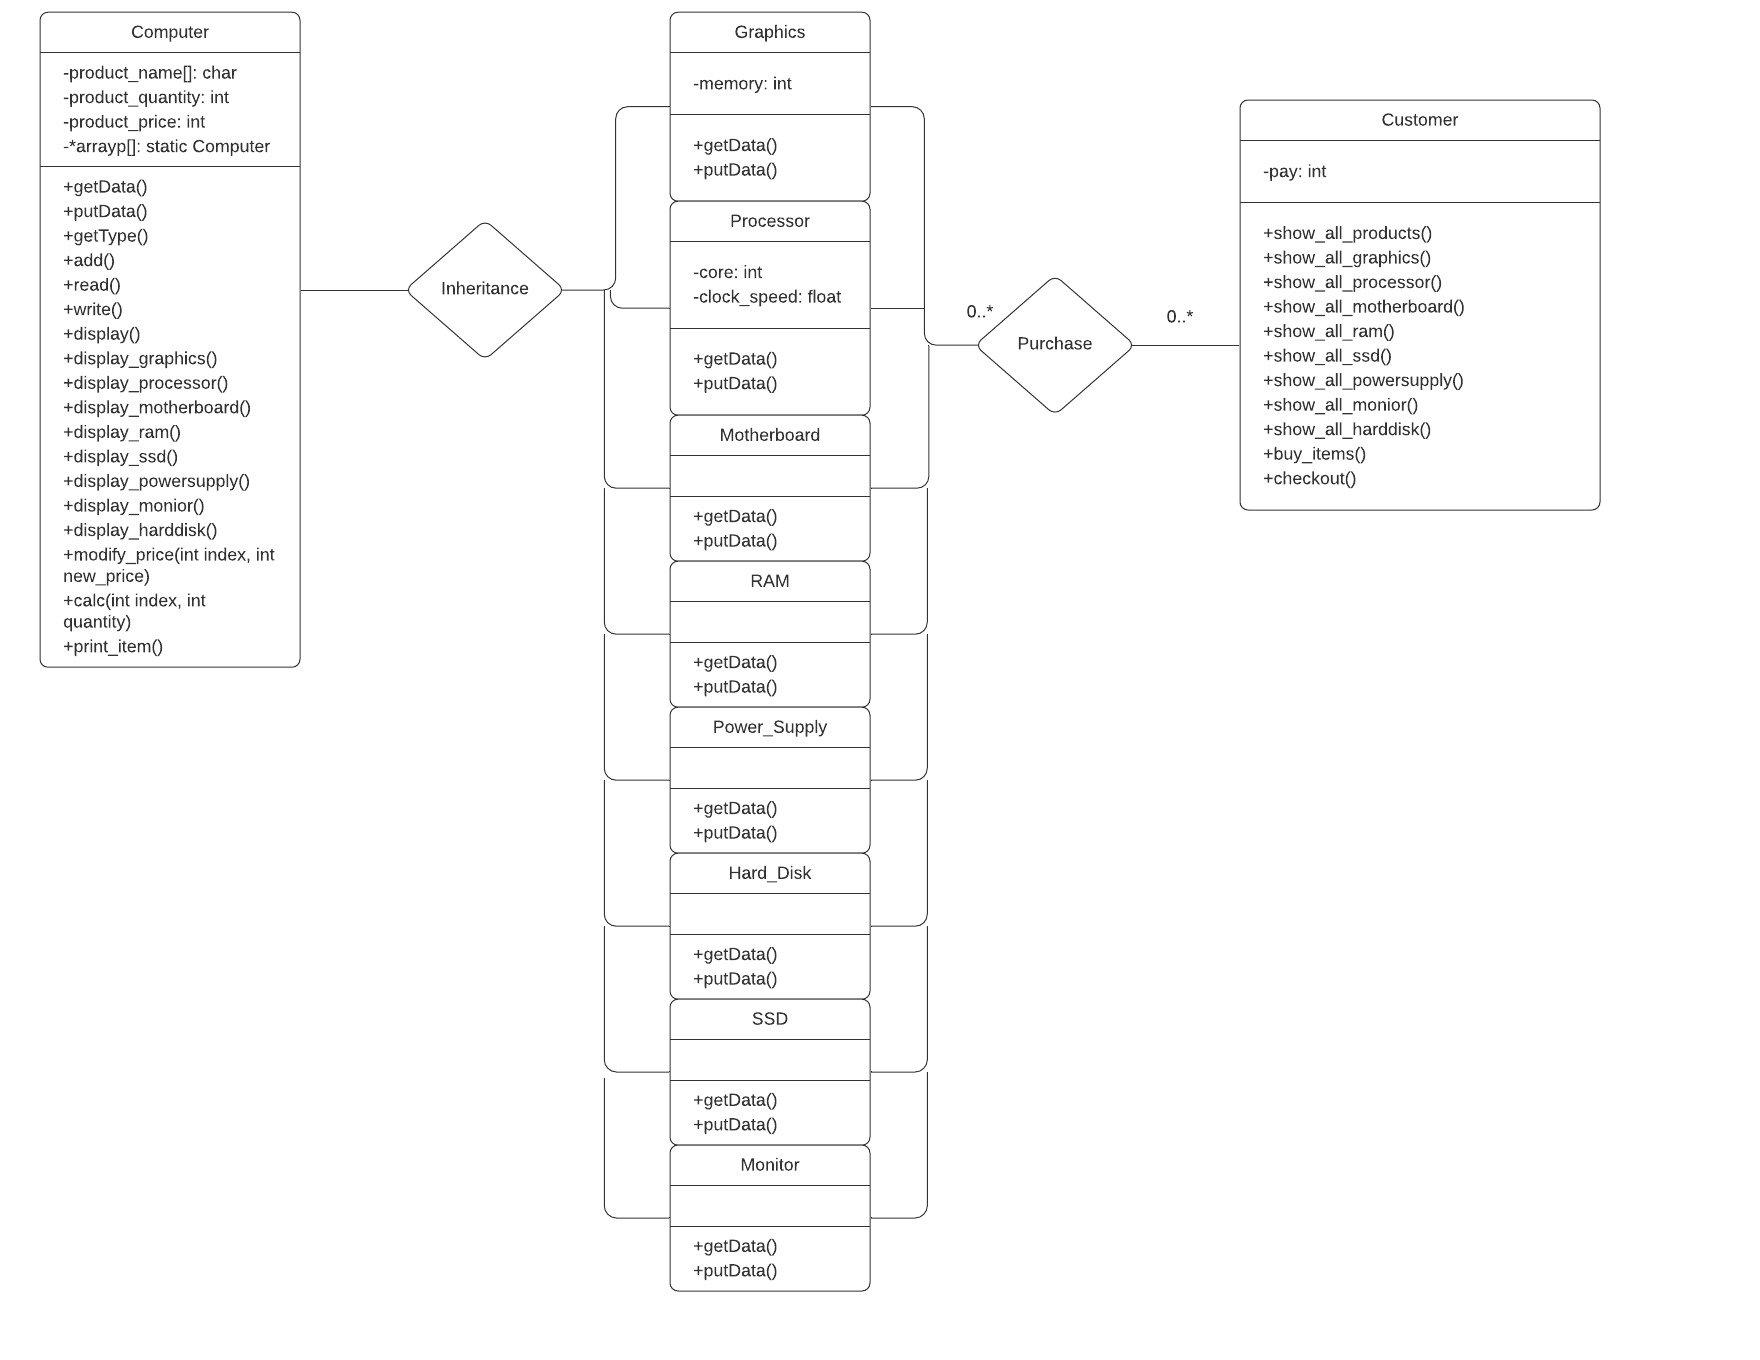 Computer
-product_name[]: char
-product_quantity: int
-product_price: int
-*arrayp[]: static Computer
+getData()
+putData()
+getType()
+add()
+read()
+write()
+display()
+display_graphics()
+display_processor()
+display_motherboard()
+display_ram()
+display_ssd()
+display_powersupply()
+display_monior()
+display_harddisk()
+modify_price(int index, int
new_price)
+calc(int index, int
quantity)
+print_item()
Inheritance
Graphics
-memory: int
+getData()
+putData()
Processor
-core: int
-clock_speed: float
+getData()
+putData()
Motherboard
+getData()
+putData()
RAM
+getData()
+putData()
Power_Supply
+getData()
+putData()
Hard_Disk
+getData()
+putData()
SSD
+getData()
+putData()
Monitor
+getData()
+putData()
0..*
Purchase
0..*
Customer
-pay: int
+show_all_products()
+show_all_graphics()
+show_all_processor()
+show_all_motherboard()
+show_all_ram()
+show_all_ssd()
+show_all_powersupply()
+show_all_monior()
+show_all_harddisk()
+buy_items()
+checkout()